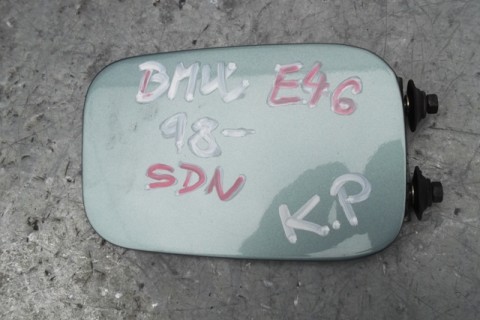 BMW E46
98-
SDN
K.P